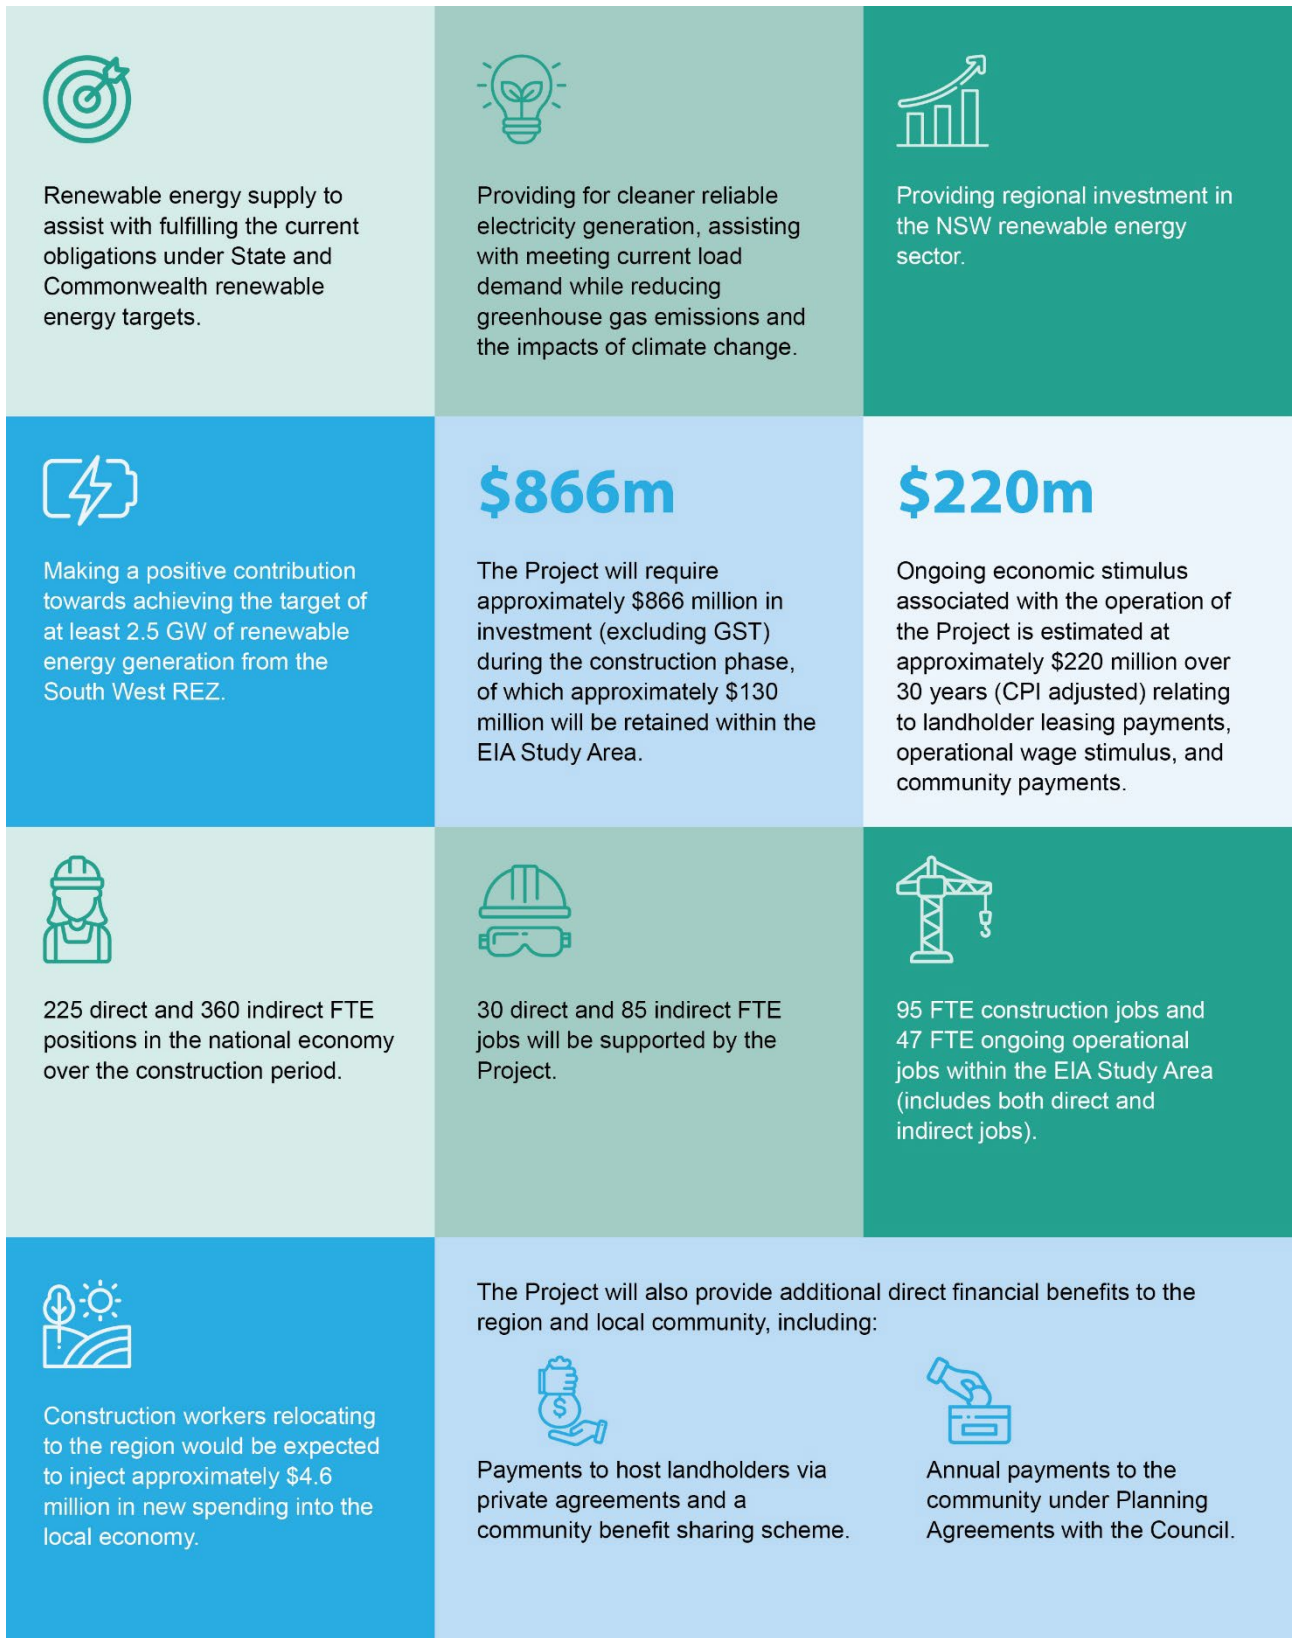 Renewable energy supply to
assist with fulfilling the current
obligations under State and
Commonwealth renewable
energy targets.
Providing for cleaner reliable
electricity generation, assisting
with meeting current load
demand while reducing
greenhouse gas emissions and
the impacts of climate change.
Providing regional investment in
the NSW renewable energy
sector.
Making a positive contribution
towards achieving the target of
at least 2.5 GW of renewable
energy generation from the
South West REZ.
$866m
The Project will require
approximately $866 million in
investment (excluding GST)
during the construction phase,
of which approximately $130
million will be retained within the
EIA Study Area.
$220m
Ongoing economic stimulus
associated with the operation of
the Project is estimated at
approximately $220 million over
30 years (CPI adjusted) relating
to landholder leasing payments,
operational wage stimulus, and
community payments.
225 direct and 360 indirect FTE
positions in the national economy
over the construction period.
30 direct and 85 indirect FTE
jobs will be supported by the
Project.
95 FTE construction jobs and
47 FTE ongoing operational
jobs within the EIA Study Area
(includes both direct and
indirect jobs).
Construction workers relocating
to the region would be expected
to inject approximately $4.6
million in new spending into the
local economy.
The Project will also provide additional direct financial benefits to the
region and local community, including:
$
Payments to host landholders via
private agreements and a
community benefit sharing scheme.
Annual payments to the
community under Planning
Agreements with the Council.